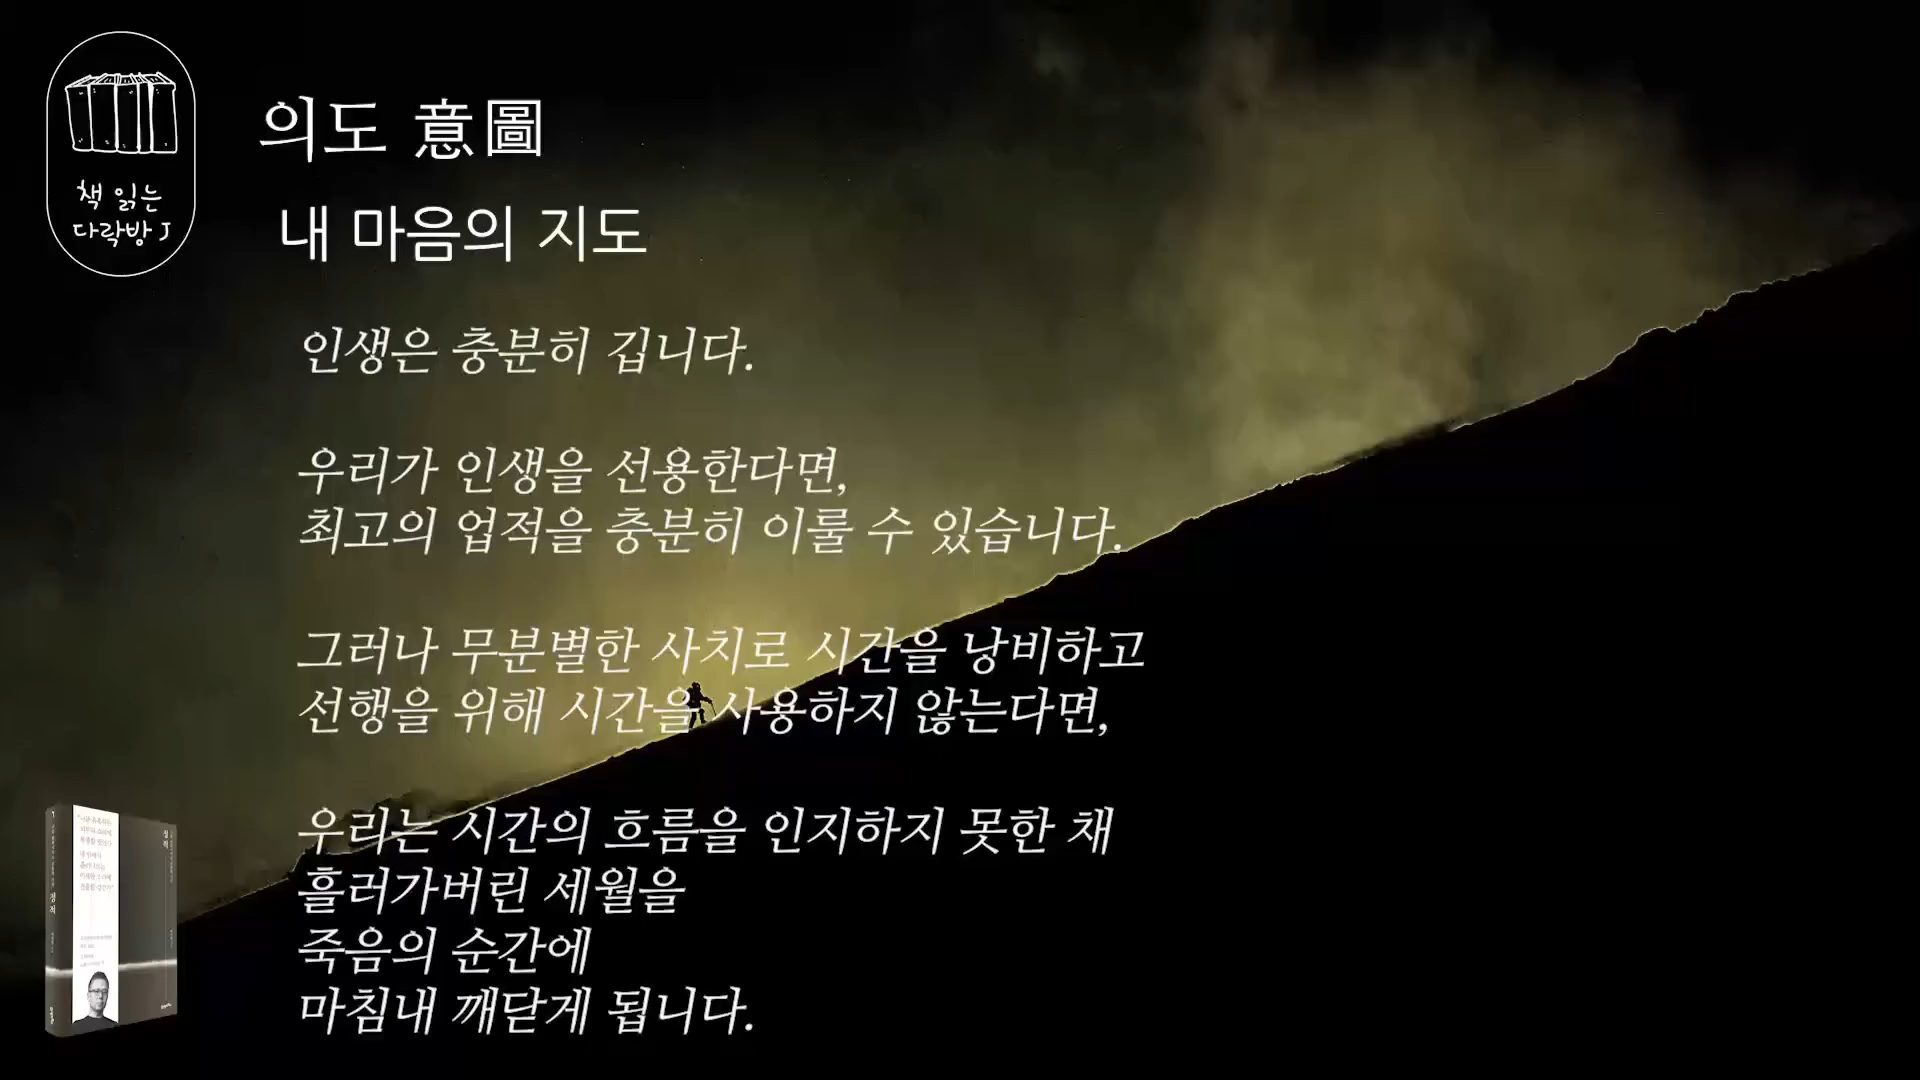 책 읽는
다락방 J
의도 意圖
내 마음의 지도
인생은 충분히 깁니다.
우리가 인생을 선용한다면,
최고의 업적을 충분히 이룰 수 있습니다.
그러나 무분별한 사치로 시간을 낭비하고
선행을 위해 시간을 사용하지 않는다면,
우리는 시간의 흐름을 인지하지 못한 채
흘러가버린 세월을
죽음의 순간에
마침내 깨닫게 됩니다.
정적